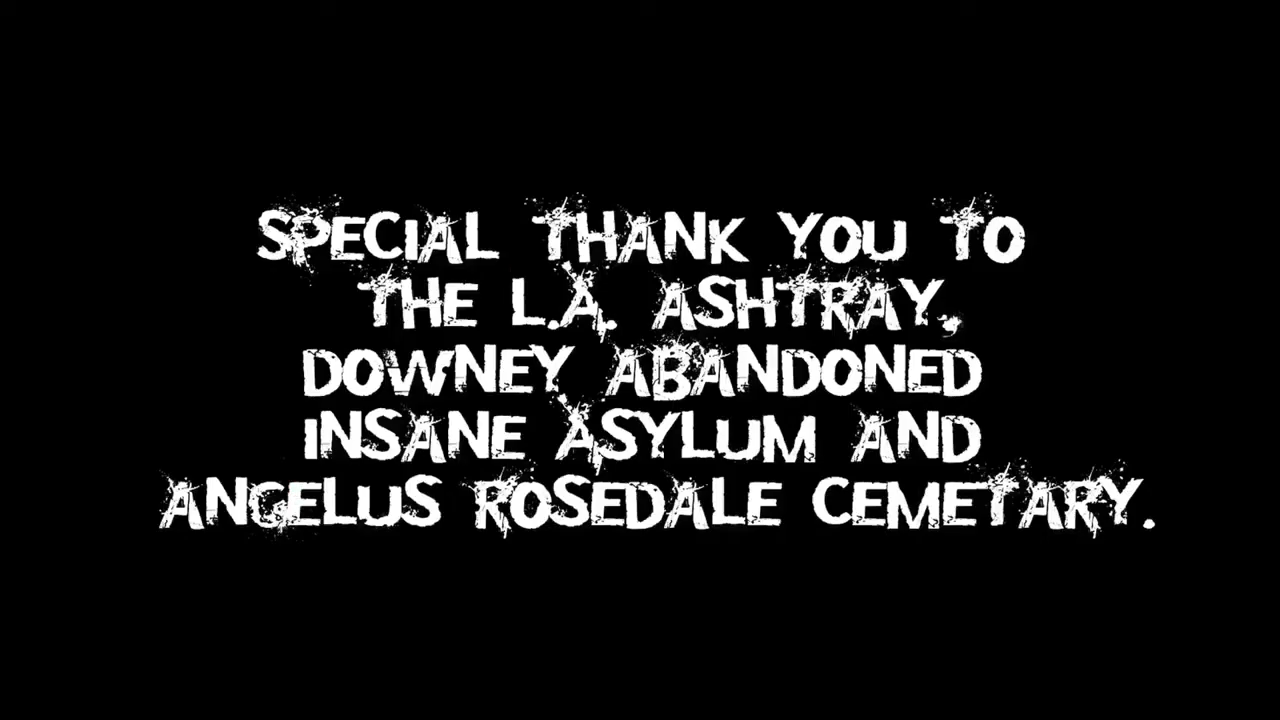 SPECIAL THANK YOU TO
THE L.A. ASHTRAY,
DOWNEY ABANDONED
INSANE ASYLUM AND
ANGELUS ROSEDALE CEMETARY.